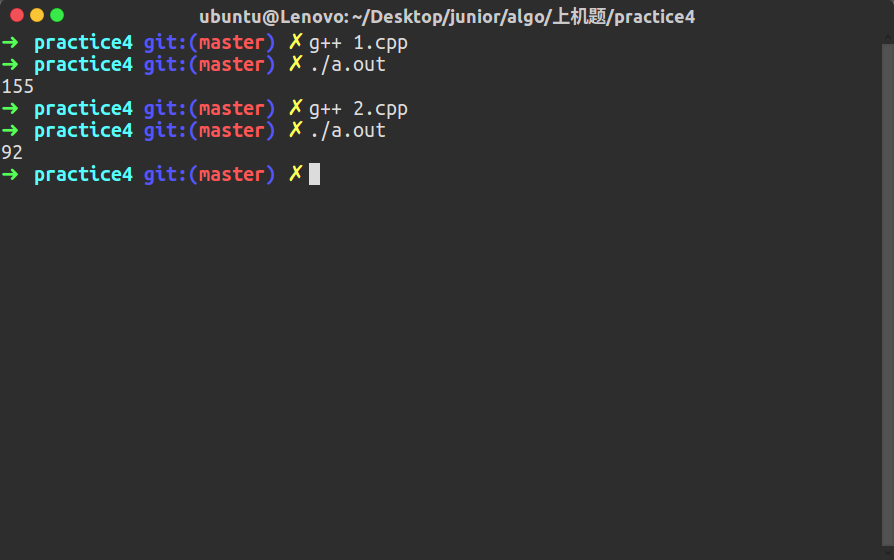 ubuntu@Lenovo: ~/Desktop/junior/algo/上机题/practice4
➜ practice4 git:(master) ✗ g++ 1.cpp
➜ practice4 git:(master) ✗ ./a.out
155
➜ practice4 git:(master) ✗ g++ 2.cpp
➜ practice4 git:(master) ✗ ./a.out
92
➜ practice4 git:(master) ✗